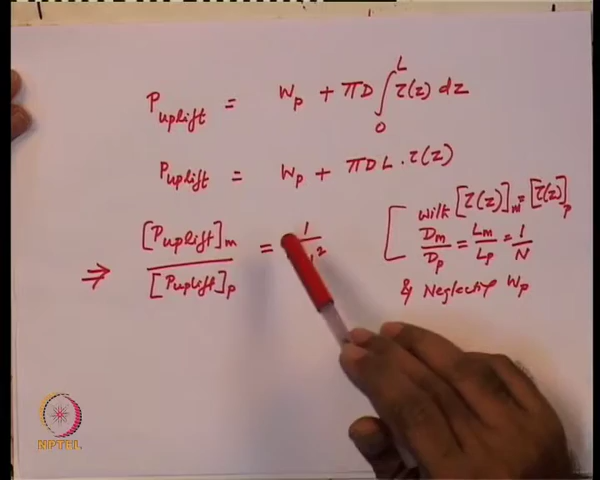 P_uplift = W_p + πD ∫_0^L τ(z) dz
P_uplift = W_p + πDL . τ(z)
⇒ [P_uplift]_m / [P_uplift]_p = 1 /
[ with [τ(z)]_m = [τ(z)]_p
D_m / D_p = L_m / L_p = 1 / N
& Neglecting W_p
NPTEL